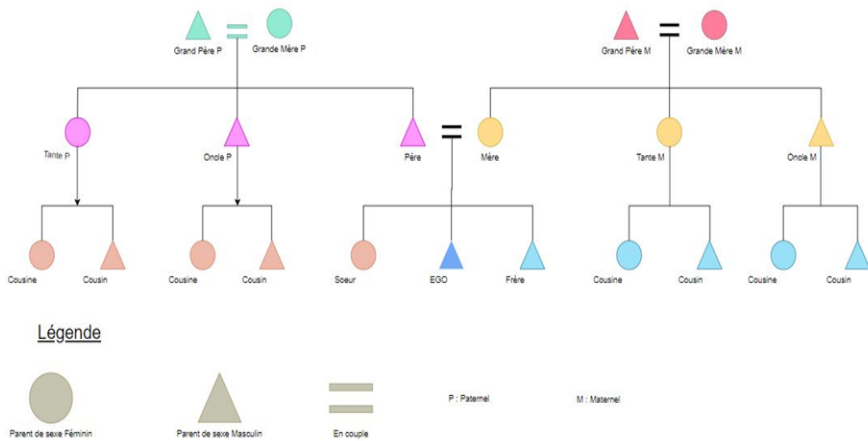 Grand Père P
Grande Mère P
Grand Père M
Grande Mère M
Tante P
Oncle P
Père
Mère
Tante M
Oncle M
Cousine
Cousin
Cousine
Cousin
Soeur
EGO
Frère
Cousine
Cousin
Cousine
Cousin
Légende
Parent de sexe Féminin
Parent de sexe Masculin
En couple
P : Paternel
M : Maternel